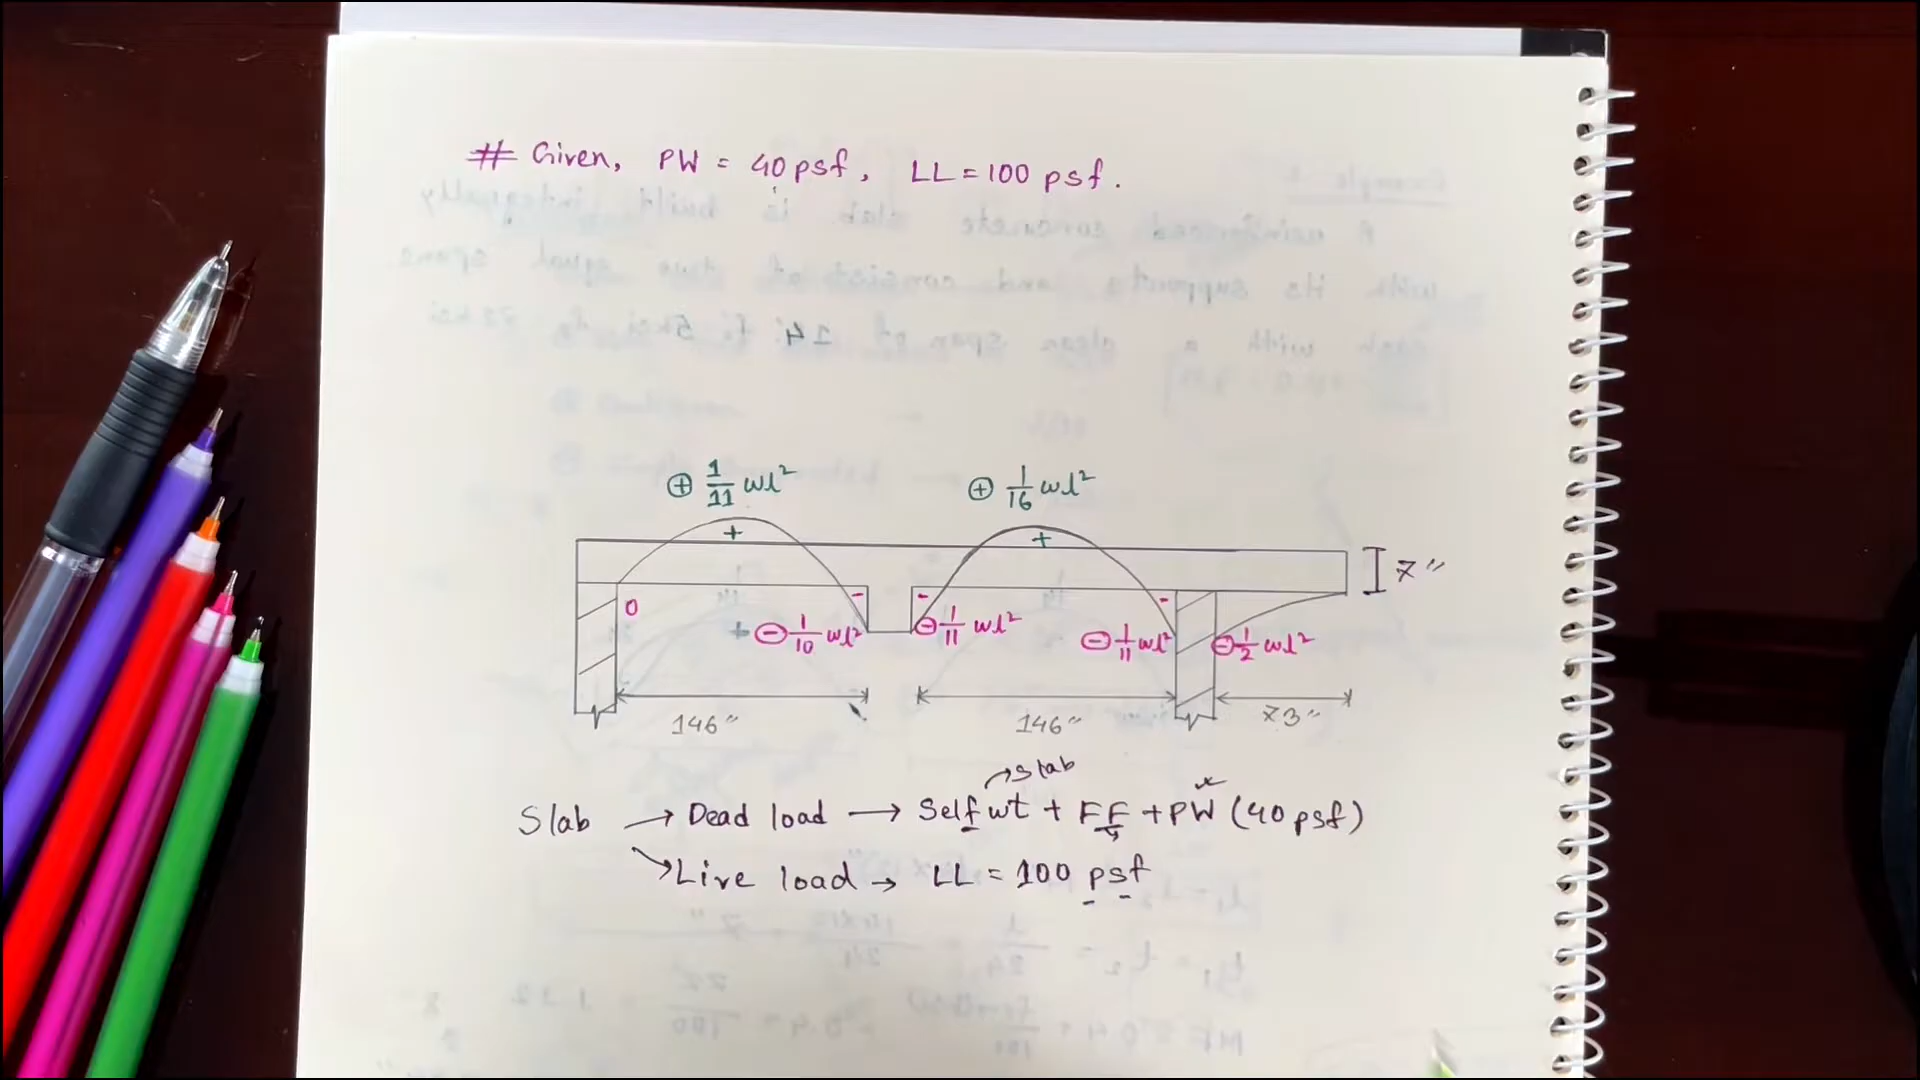 # Given, PW = 40 psf, LL = 100 psf.
⊕ 1/11 wl² ⊕ 1/16 wl²
+ +
7"
0 - - -
+ ⊖ 1/10 wl² ⊖ 1/11 wl² ⊖ 1/11 wl² ⊖ 1/2 wl²
146" 146" 73"
→ Slab
Slab → Dead load → Self wt + FF + PW (40 psf)
→ Live load → LL = 100 psf